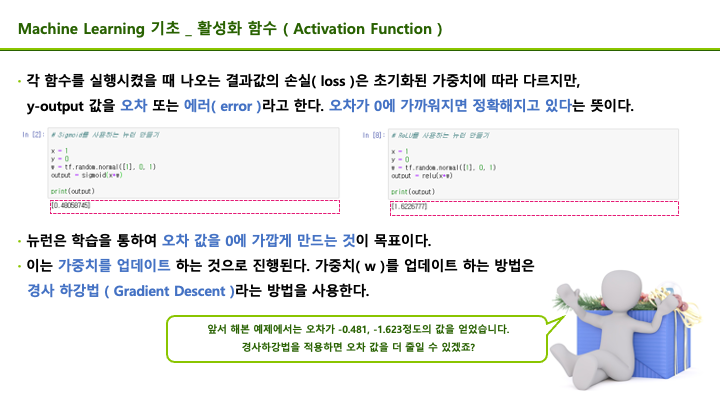 Machine Learning 기초 _ 활성화 함수 ( Activation Function )
· 각 함수를 실행시켰을 때 나오는 결과값의 손실( loss )은 초기화된 가중치에 따라 다르지만,
y-output 값을 오차 또는 에러( error )라고 한다. 오차가 0에 가까워지면 정확해지고 있다는 뜻이다.
In [2]: # Sigmoid를 사용하는 뉴런 만들기
x = 1
y = 0
w = tf.random.normal([1], 0, 1)
output = sigmoid(x*w)
print(output)
[0.48058745]
In [8]: # ReLU를 사용하는 뉴런 만들기
x = 1
y = 0
w = tf.random.normal([1], 0, 1)
output = relu(x*w)
print(output)
[1.6226777]
· 뉴런은 학습을 통하여 오차 값을 0에 가깝게 만드는 것이 목표이다.
· 이는 가중치를 업데이트 하는 것으로 진행된다. 가중치( w )를 업데이트 하는 방법은
경사 하강법 ( Gradient Descent )라는 방법을 사용한다.
앞서 해본 예제에서는 오차가 -0.481, -1.623정도의 값을 얻었습니다.
경사하강법을 적용하면 오차 값을 더 줄일 수 있겠죠?